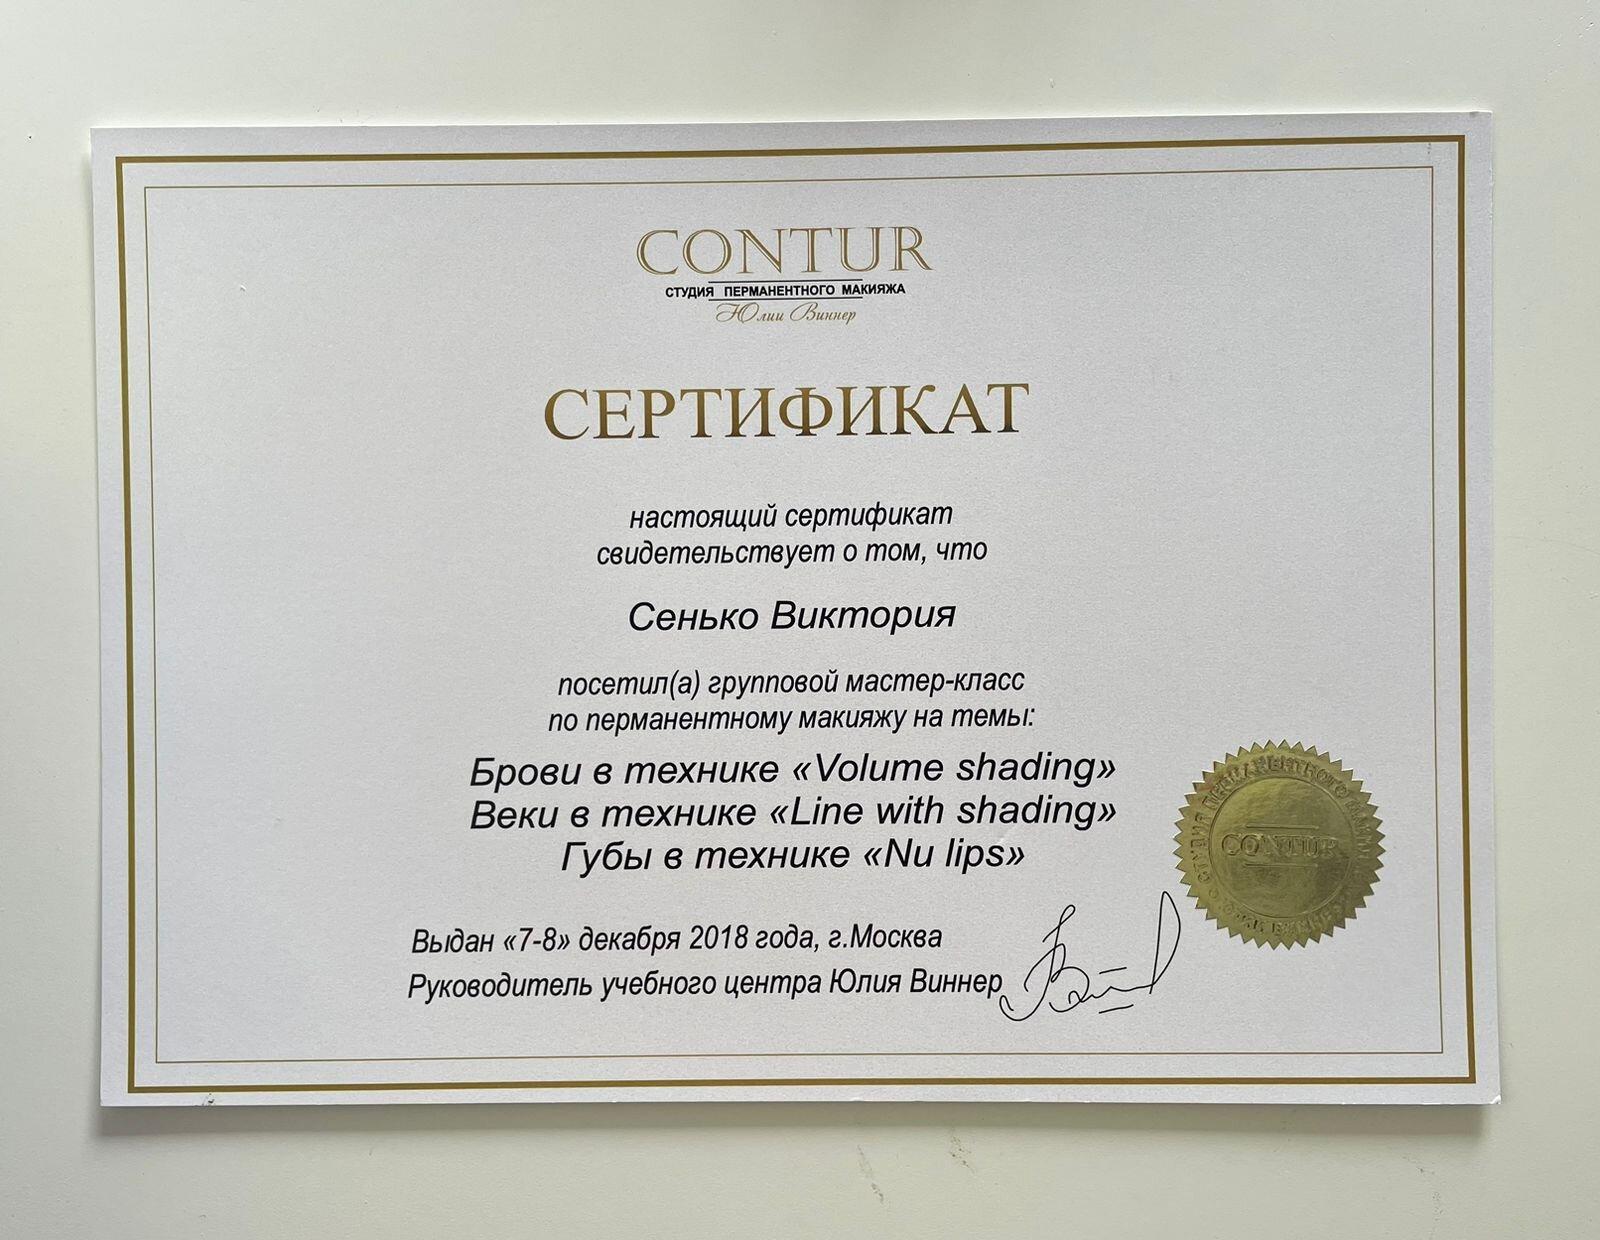 CONTUR
СТУДИЯ ПЕРМАНЕНТНОГО МАКИЯЖА
Юлии Виннер
СЕРТИФИКАТ
настоящий сертификат
свидетельствует о том, что
Сенько Виктория
посетил(а) групповой мастер-класс
по перманентному макияжу на темы:
Брови в технике «Volume shading»
Веки в технике «Line with shading»
Губы в технике «Nu lips»
Выдан «7-8» декабря 2018 года, г.Москва
Руководитель учебного центра Юлия Виннер
СТУДИЯ ПЕРМАНЕНТНОГО
CONTUR